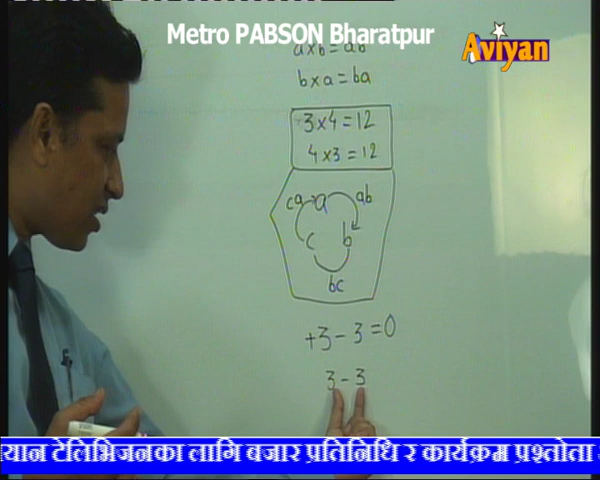 Metro PABSON Bharatpur
Aviyan
a×b=ab
b×a=ba
3×4=12
4×3=12
ca a ab
c b
bc
+3-3=0
3-3
यान टेलिभिजनका लागि बजार प्रतिनिधि र कार्यक्रम प्रश्तोता